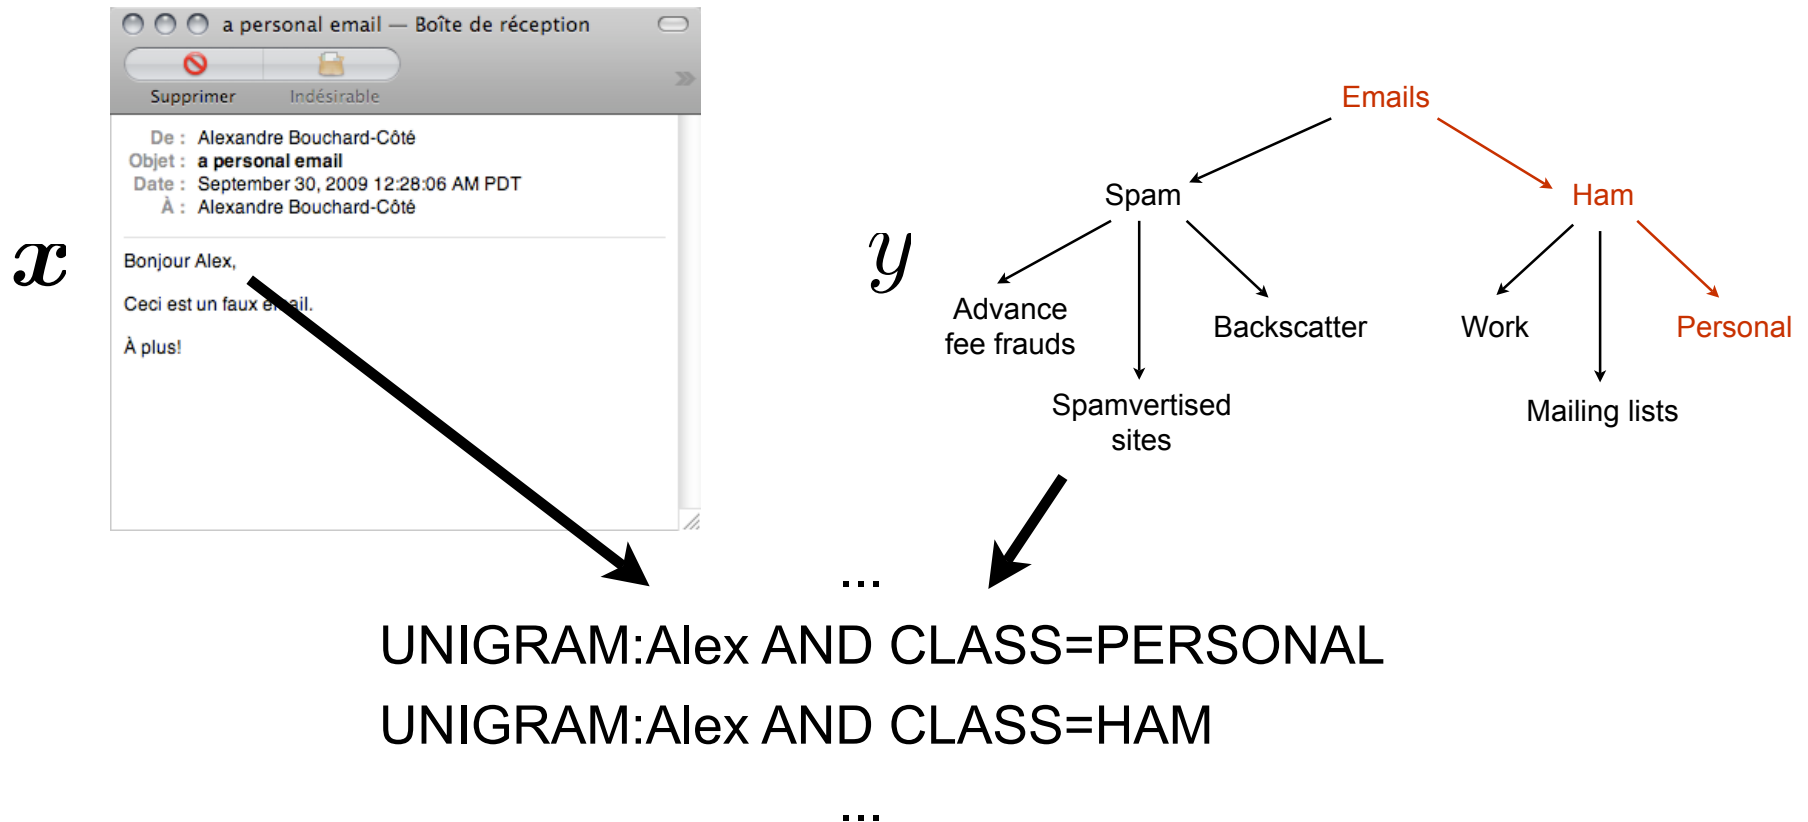 a personal email — Boîte de réception
Supprimer Indésirable
De : Alexandre Bouchard-Côté
Objet : a personal email
Date : September 30, 2009 12:28:06 AM PDT
À : Alexandre Bouchard-Côté
x
Bonjour Alex,
Ceci est un faux email.
À plus!
y
Emails
Spam
Ham
Advance
fee frauds
Backscatter
Work
Personal
Spamvertised
sites
Mailing lists
...
UNIGRAM:Alex AND CLASS=PERSONAL
UNIGRAM:Alex AND CLASS=HAM
...